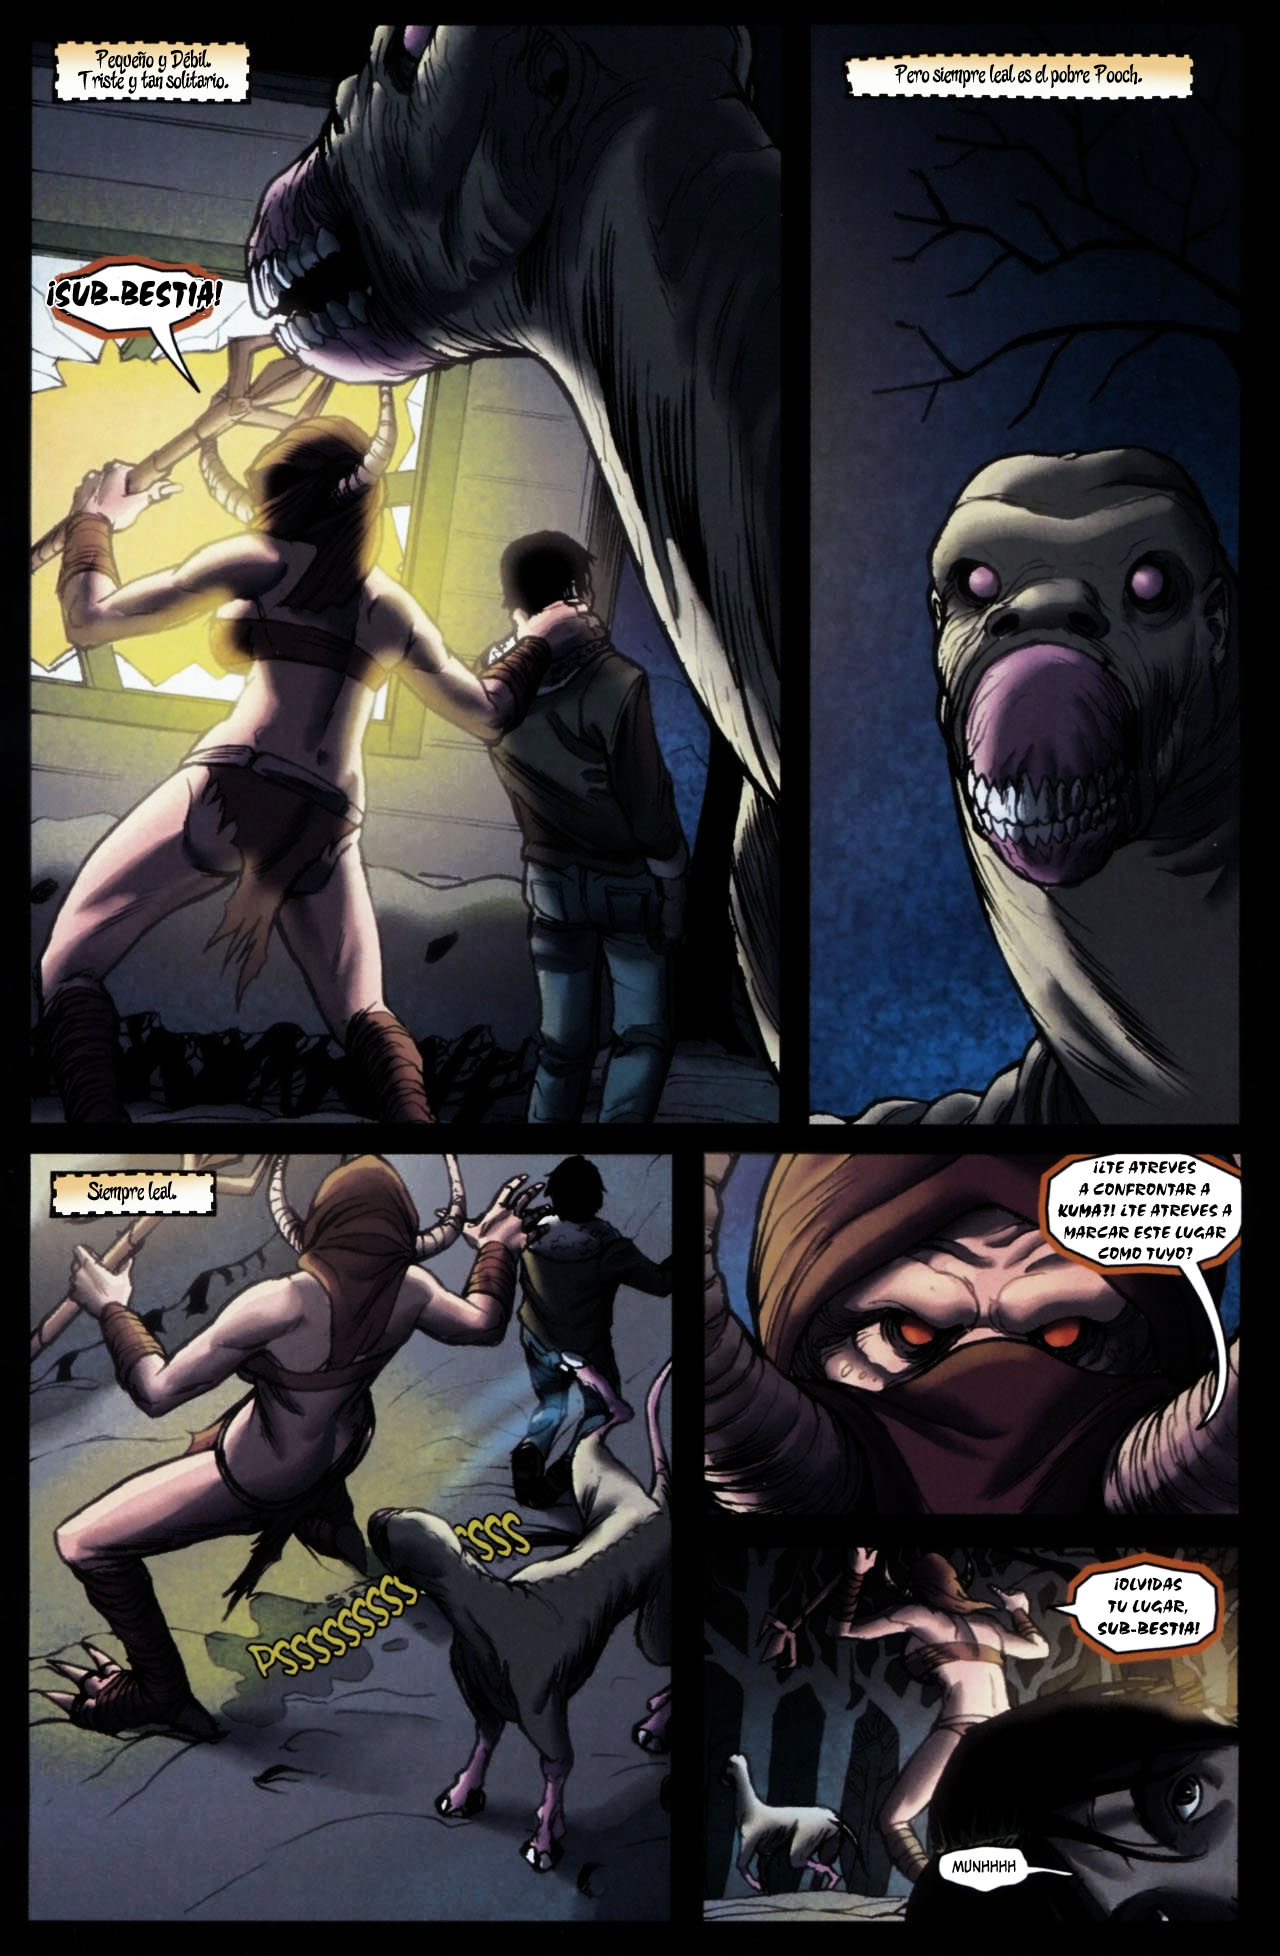 Pequeño y Débil.
Triste y tan solitario.
Pero siempre leal es el pobre Pooch.
¡SUB-BESTIA!
Siempre leal.
PSSSSSSSSSS
SSSS
¡¿TE ATREVES
A CONFRONTAR A
KUMA?! ¿TE ATREVES A
MARCAR ESTE LUGAR
COMO TUYO?
¡OLVIDAS
TU LUGAR,
SUB-BESTIA!
MUNHHHH